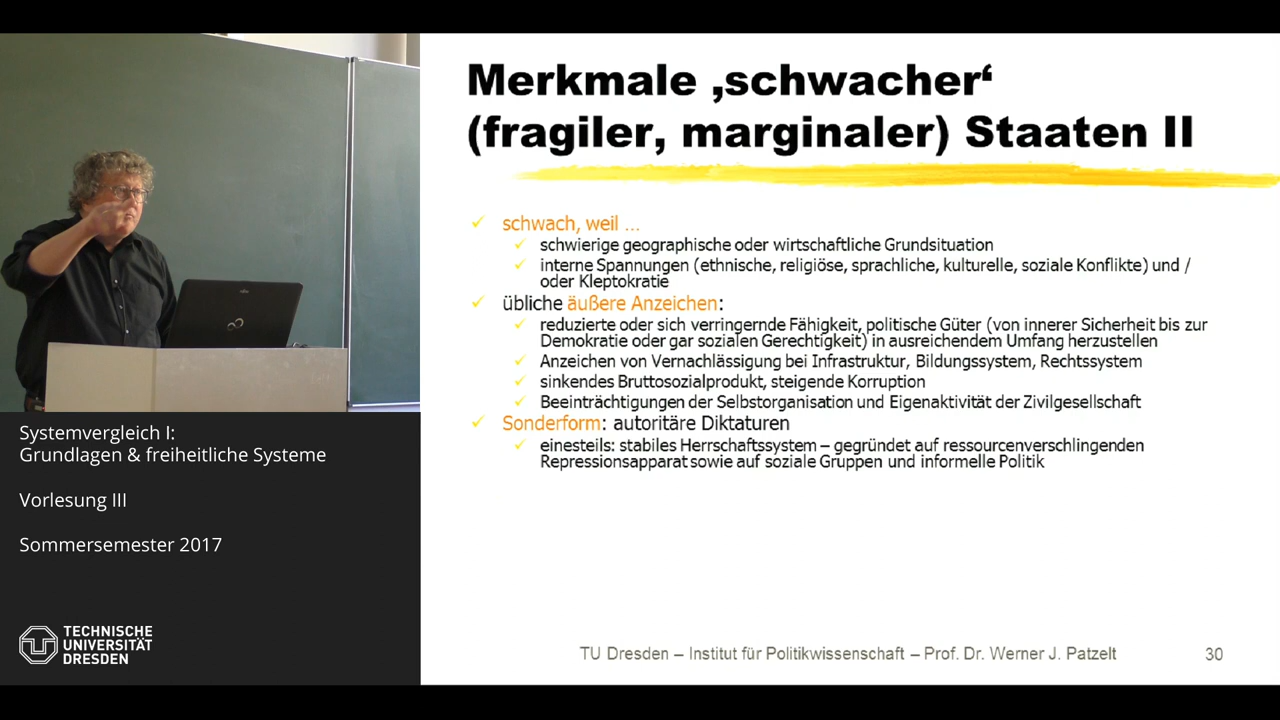 Merkmale ‚schwacher‘
(fragiler, marginaler) Staaten II
schwach, weil ...
schwierige geographische oder wirtschaftliche Grundsituation
interne Spannungen (ethnische, religiöse, sprachliche, kulturelle, soziale Konflikte) und /
oder Kleptokratie
übliche äußere Anzeichen:
reduzierte oder sich verringernde Fähigkeit, politische Güter (von innerer Sicherheit bis zur
Demokratie oder gar sozialen Gerechtigkeit) in ausreichendem Umfang herzustellen
Anzeichen von Vernachlässigung bei Infrastruktur, Bildungssystem, Rechtssystem
sinkendes Bruttosozialprodukt, steigende Korruption
Beeinträchtigungen der Selbstorganisation und Eigenaktivität der Zivilgesellschaft
Sonderform: autoritäre Diktaturen
einesteils: stabiles Herrschaftssystem – gegründet auf ressourcenverschlingenden
Repressionsapparat sowie auf soziale Gruppen und informelle Politik
TU Dresden – Institut für Politikwissenschaft – Prof. Dr. Werner J. Patzelt
30
Systemvergleich I:
Grundlagen & freiheitliche Systeme
Vorlesung III
Sommersemester 2017
TECHNISCHE
UNIVERSITÄT
DRESDEN